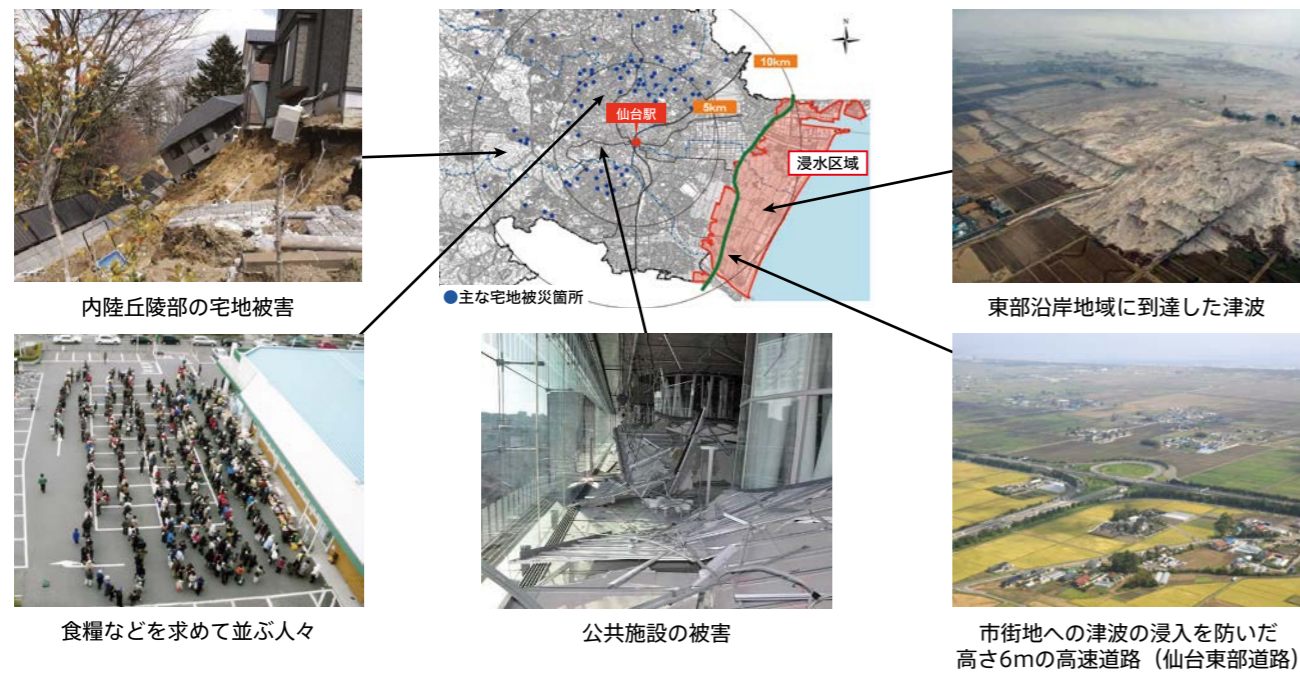 N
10km
5km
仙台駅
浸水区域
●主な宅地被災箇所
内陸丘陵部の宅地被害
東部沿岸地域に到達した津波
食糧などを求めて並ぶ人々
公共施設の被害
市街地への津波の浸入を防いだ
高さ6mの高速道路（仙台東部道路)